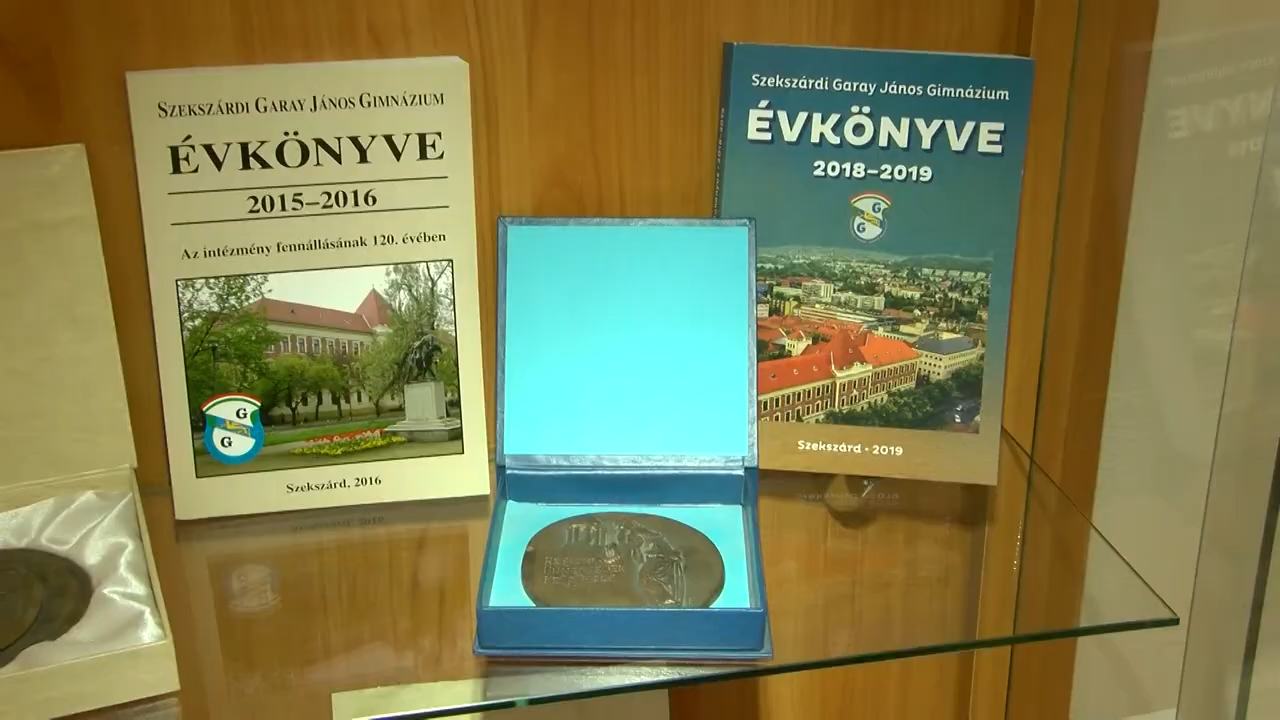 SZEKSZÁRDI GARAY JÁNOS GIMNÁZIUM
ÉVKÖNYVE
2015–2016
Az intézmény fennállásának 120. évében
G
G
Szekszárd, 2016
Szekszárdi Garay János Gimnázium
ÉVKÖNYVE
2018–2019
G
G
Szekszárd • 2019